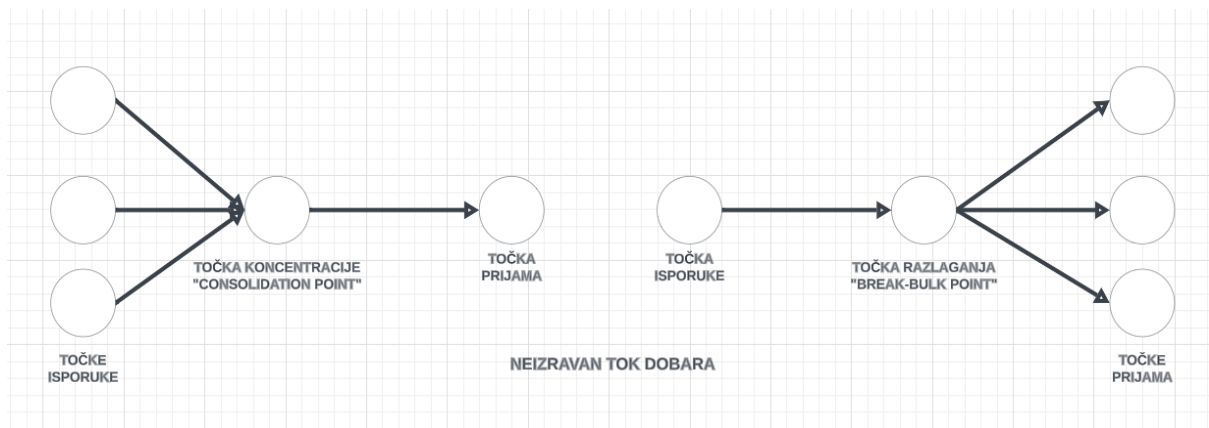 TOČKA KONCENTRACIJE
"CONSOLIDATION POINT"
TOČKA
PRIJAMA
TOČKA
ISPORUKE
TOČKA RAZLAGANJA
"BREAK-BULK POINT"
TOČKE
ISPORUKE
NEIZRAVAN TOK DOBARA
TOČKE
PRIJAMA